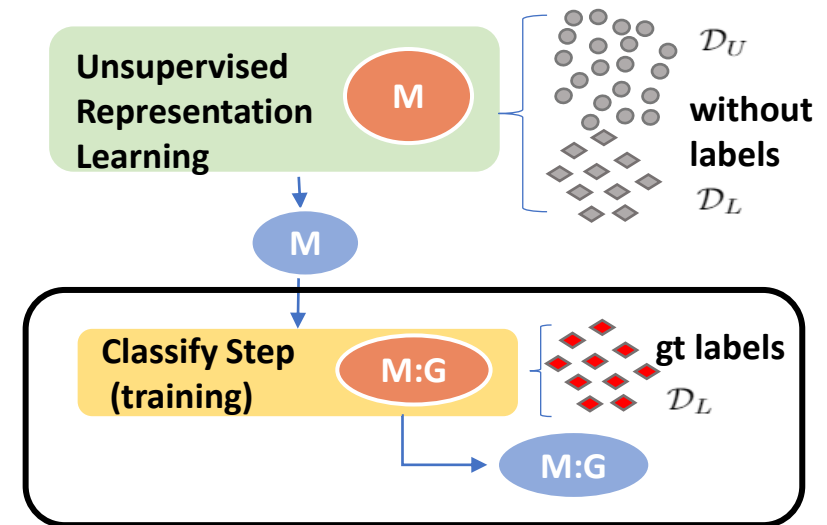 Unsupervised
Representation
Learning
M
𝒟_U
without
labels
𝒟_L
M
Classify Step
(training)
M:G
gt labels
𝒟_L
M:G